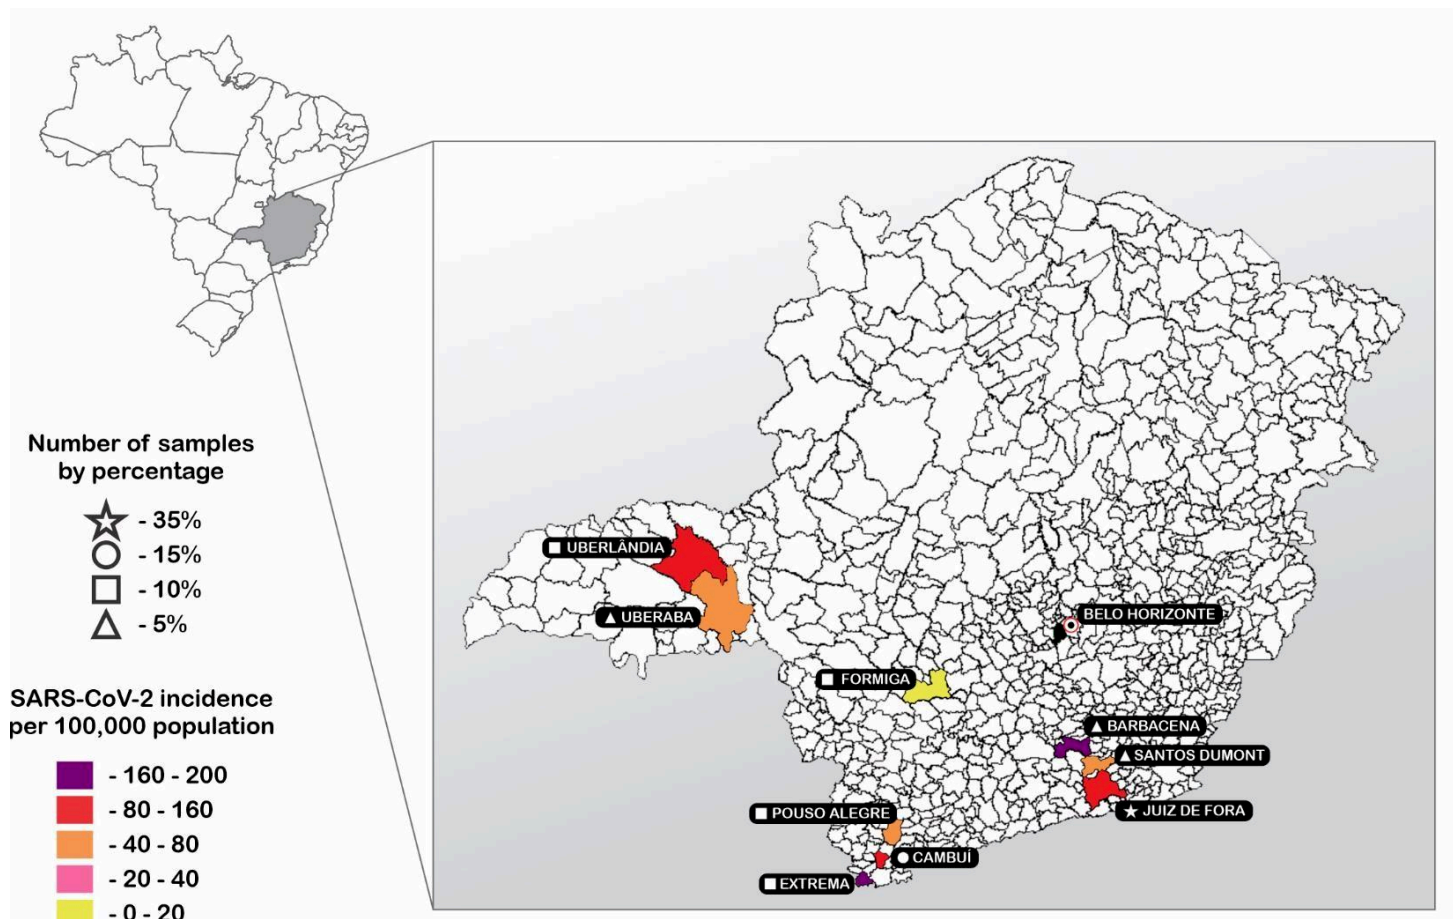 Number of samples
by percentage
- 35%
- 15%
- 10%
- 5%
SARS-CoV-2 incidence
per 100,000 population
- 160 - 200
- 80 - 160
- 40 - 80
- 20 - 40
- 0 - 20
UBERLÂNDIA
UBERABA
BELO HORIZONTE
FORMIGA
BARBACENA
SANTOS DUMONT
JUIZ DE FORA
POUSO ALEGRE
CAMBUÍ
EXTREMA